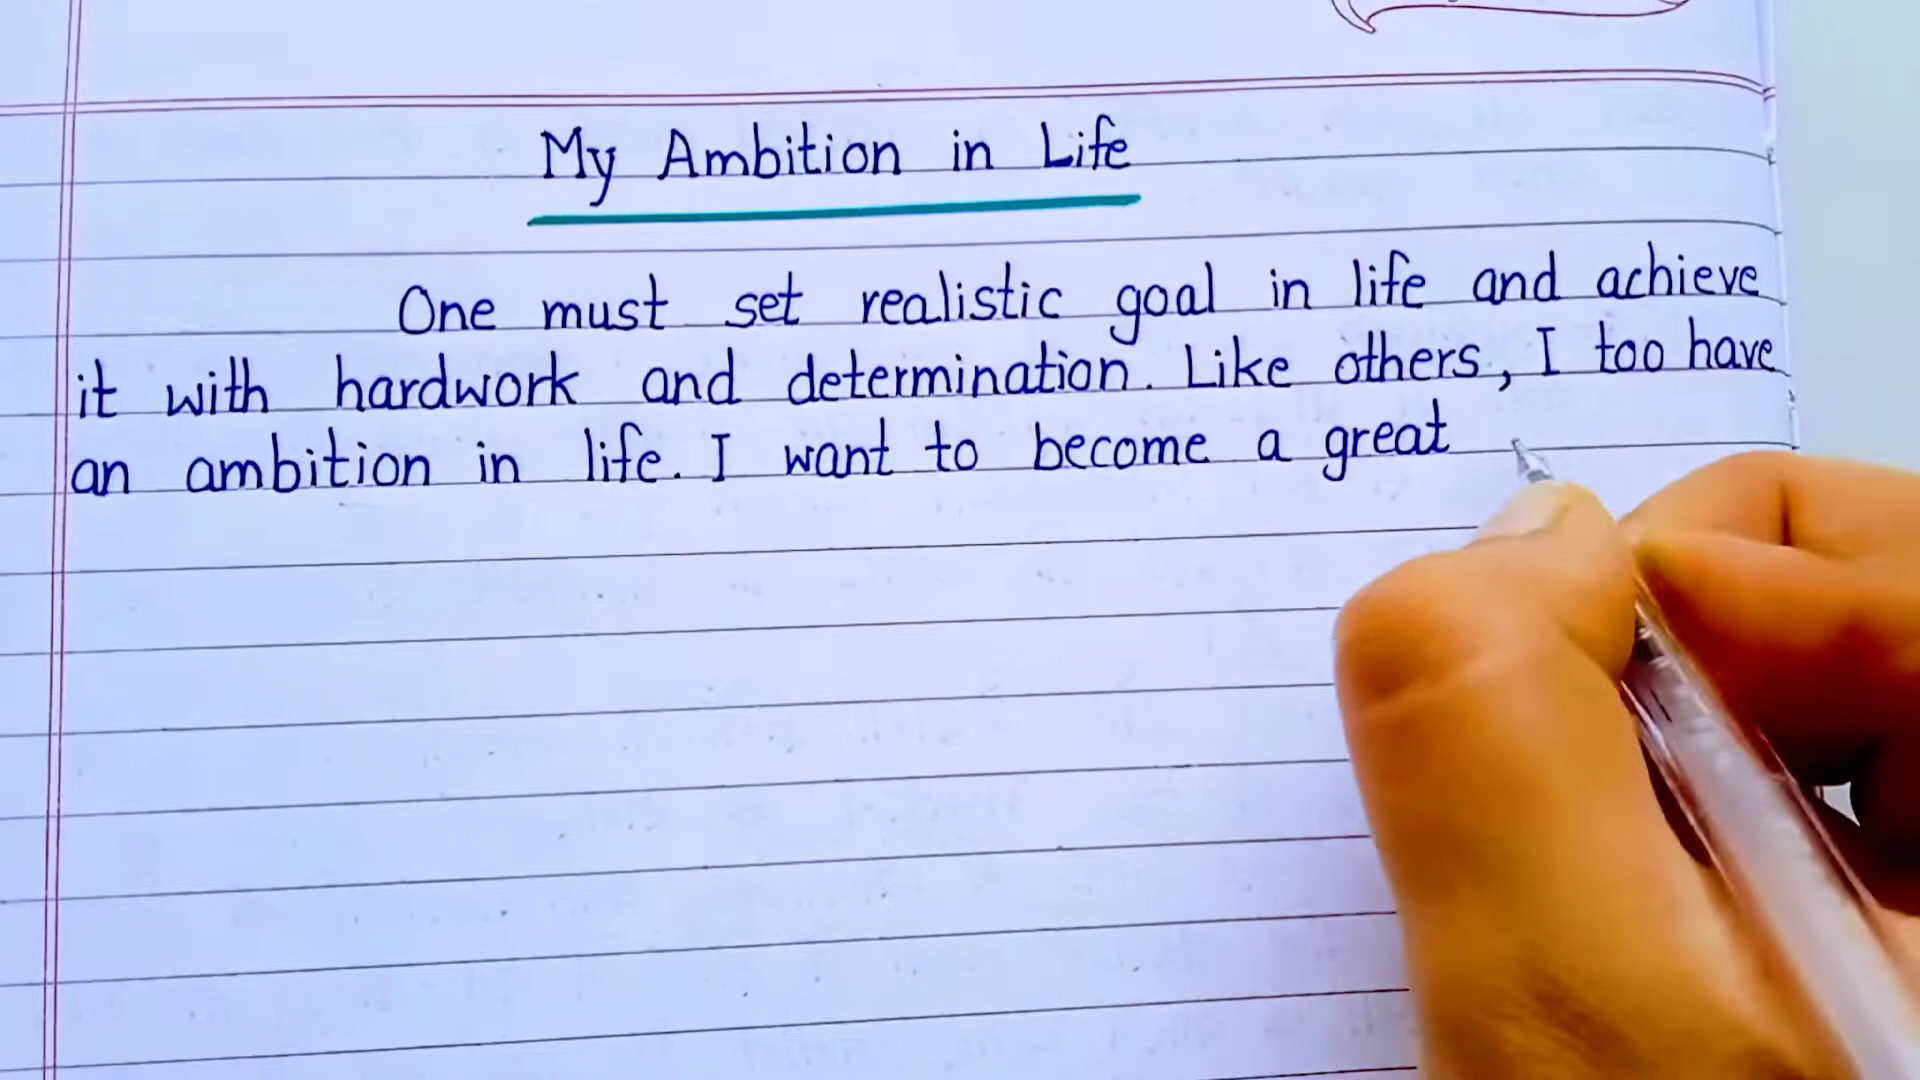 My Ambition in Life
One must set realistic goal in life and achieve
it with hardwork and determination. Like others, I too have
an ambition in life. I want to become a great